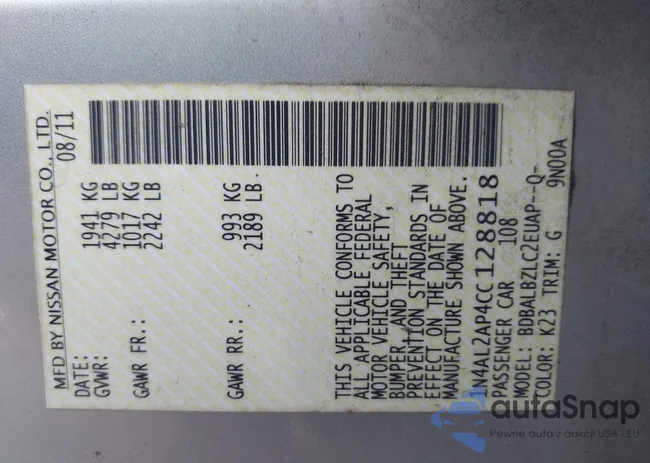 MFD BY NISSAN MOTOR CO., LTD.
DATE: 08/11
GVWR: 1941 KG
4279 LB
GAWR FR.: 1017 KG
2242 LB
GAWR RR.: 993 KG
2189 LB.
THIS VEHICLE CONFORMS TO
ALL APPLICABLE FEDERAL
MOTOR VEHICLE SAFETY,
BUMPER, AND THEFT
PREVENTION STANDARDS IN
EFFECT ON THE DATE OF
MANUFACTURE SHOWN ABOVE.
1N4AL2AP4CC128818
PASSENGER CAR 108
MODEL: BDBALBZLC2EUAP--Q-
COLOR: K23 TRIM: G 9N00A
autoSnap
Pewne auta z aukcji USA - EU